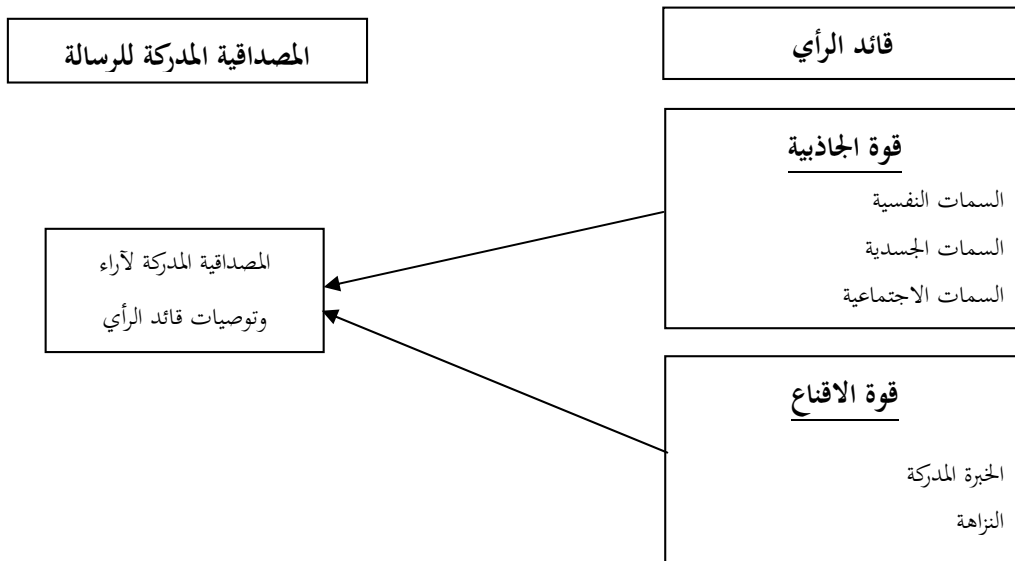 قائد الرأي
المصداقية المدركة للرسالة
قوة الجاذبية
السمات النفسية
السمات الجسدية
السمات الاجتماعية
المصداقية المدركة لآراء
وتوصيات قائد الرأي
قوة الاقناع
الخبرة المدركة
النزاهة